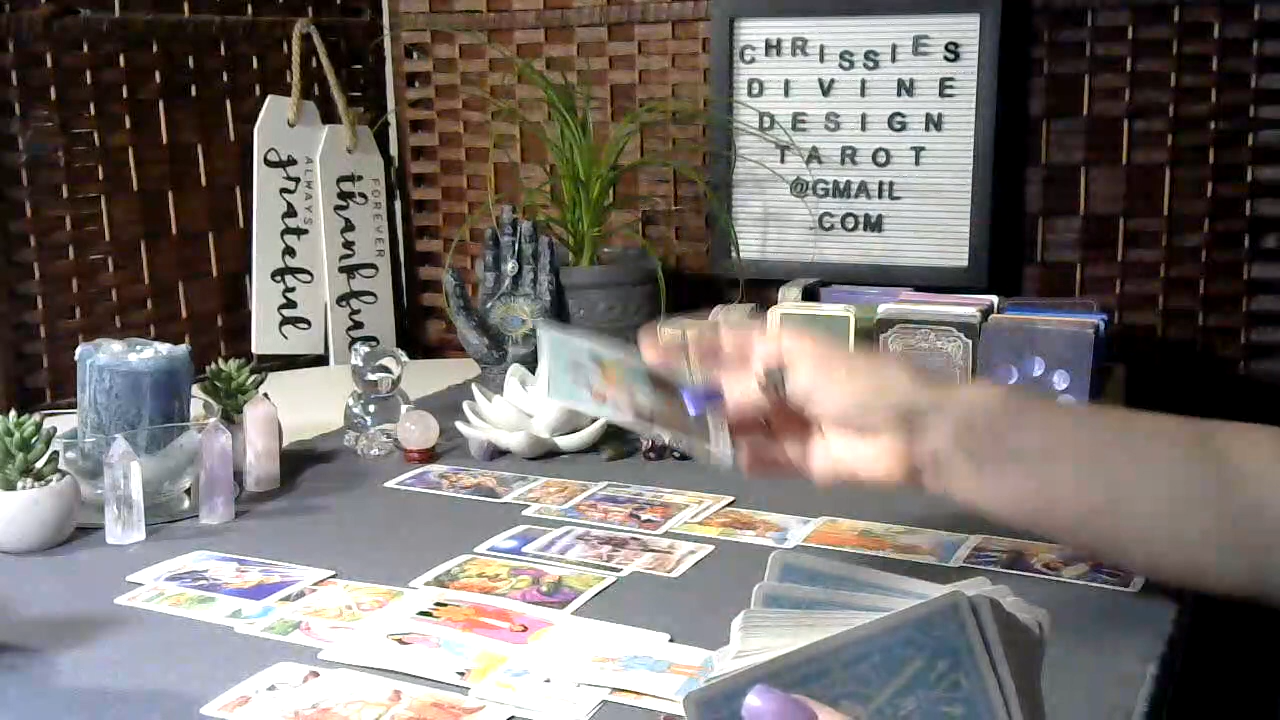 ALWAYS
grateful
FOREVER
thankful
CHRISSIES
DIVINE
DESIGN
TAROT
@GMAIL
.COM